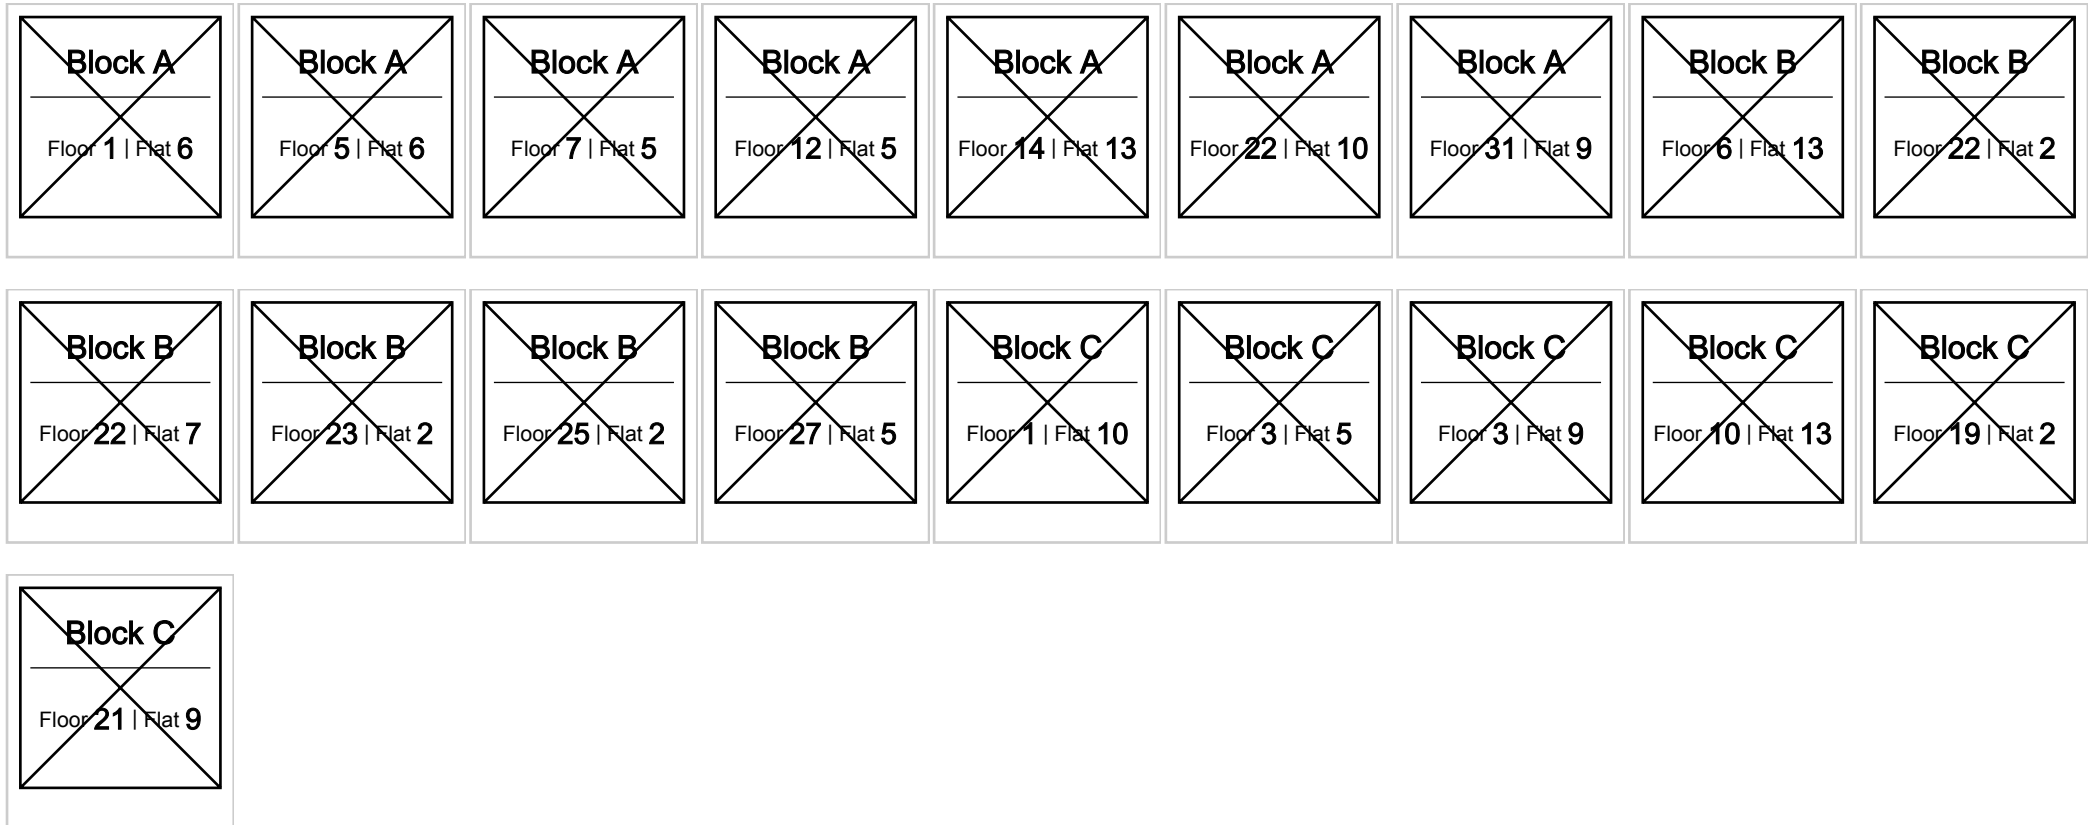 Block A
Floor 1 | Flat 6
Block A
Floor 5 | Flat 6
Block A
Floor 7 | Flat 5
Block A
Floor 12 | Flat 5
Block A
Floor 14 | Flat 13
Block A
Floor 22 | Flat 10
Block A
Floor 31 | Flat 9
Block B
Floor 6 | Flat 13
Block B
Floor 22 | Flat 2
Block B
Floor 22 | Flat 7
Block B
Floor 23 | Flat 2
Block B
Floor 25 | Flat 2
Block B
Floor 27 | Flat 5
Block C
Floor 1 | Flat 10
Block C
Floor 3 | Flat 5
Block C
Floor 3 | Flat 9
Block C
Floor 10 | Flat 13
Block C
Floor 19 | Flat 2
Block C
Floor 21 | Flat 9